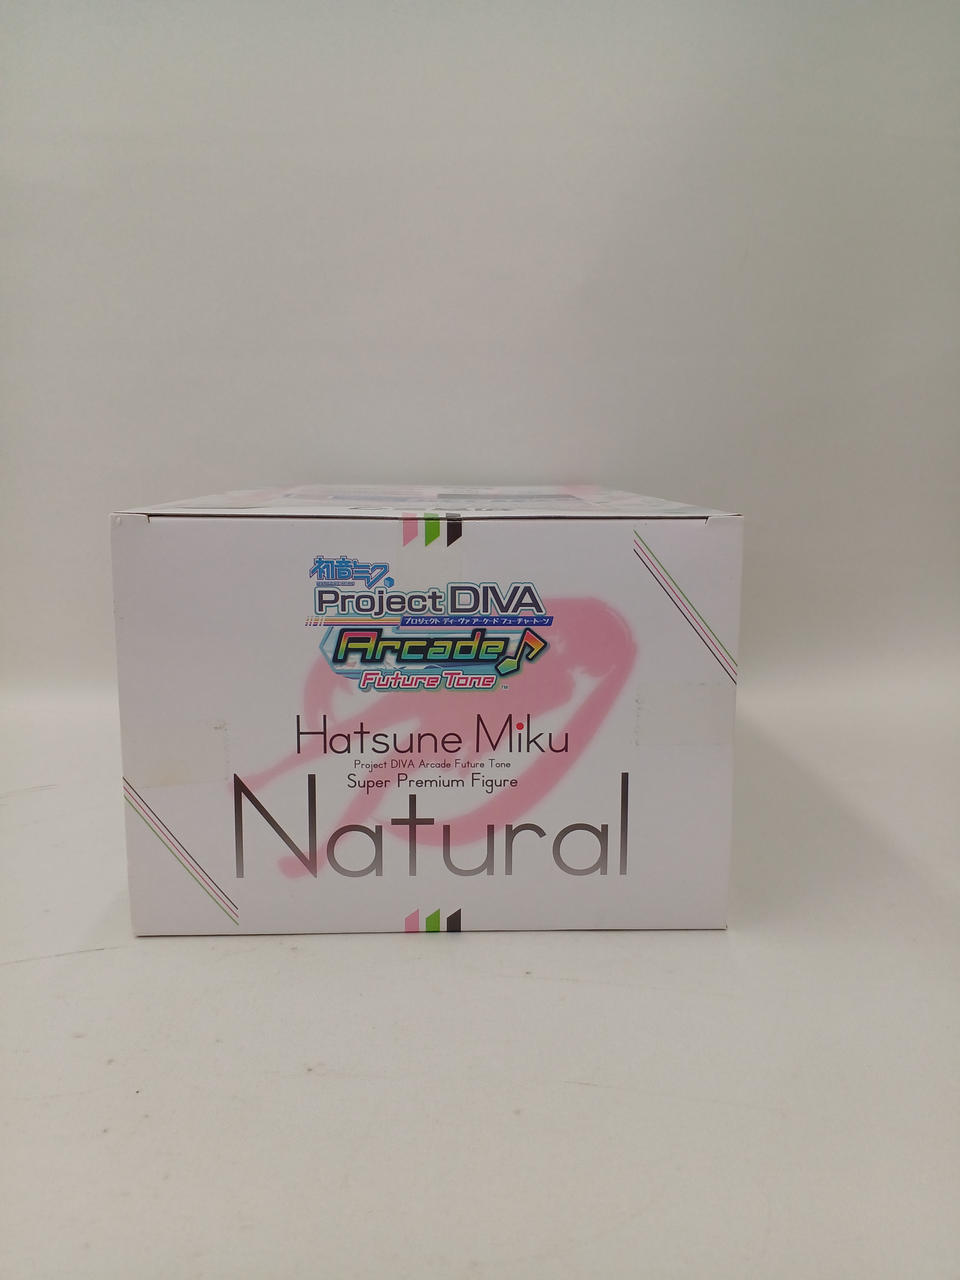 初音ミク
Project DIVA
プロジェクト ディーヴァ アーケード フューチャートーン
Arcade
Future Tone
TM
Hatsune Miku
Project DIVA Arcade Future Tone
Super Premium Figure
Natural